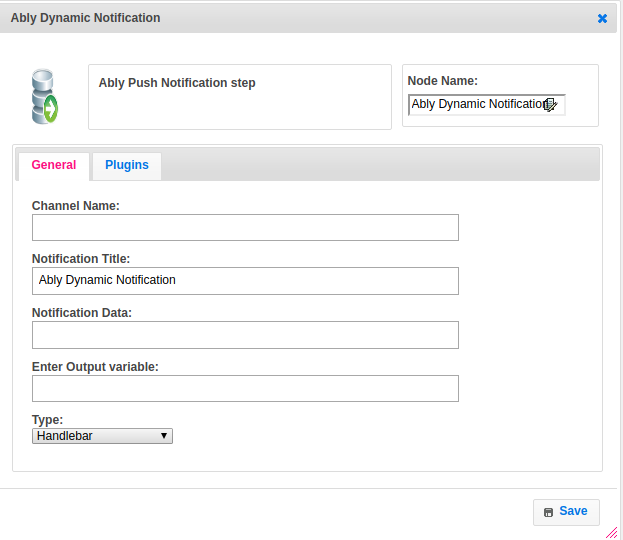 Ably Dynamic Notification
Ably Push Notification step
Node Name:
Ably Dynamic Notification
General
Plugins
Channel Name:
Notification Title:
Ably Dynamic Notification
Notification Data:
Enter Output variable:
Type:
Handlebar
Save